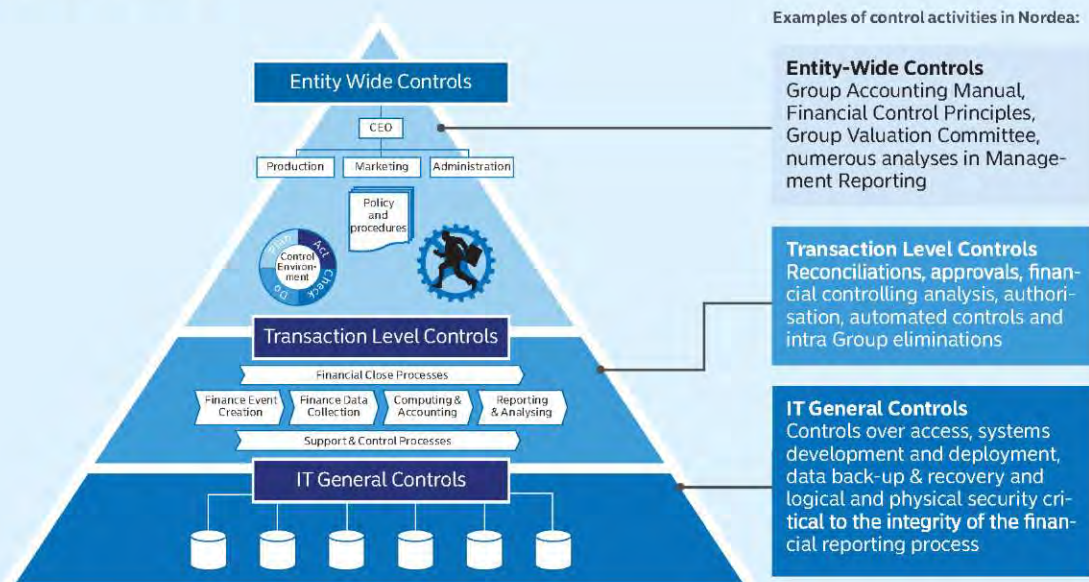 Examples of control activities in Nordea:
Entity Wide Controls
CEO
Production
Marketing
Administration
Policy
and
procedures
Plan
Act
Check
Do
Control
Environ-
ment
Entity-Wide Controls
Group Accounting Manual,
Financial Control Principles,
Group Valuation Committee,
numerous analyses in Manage-
ment Reporting
Transaction Level Controls
Financial Close Processes
Finance Event
Creation
Finance Data
Collection
Computing &
Accounting
Reporting
& Analysing
Support & Control Processes
Transaction Level Controls
Reconciliations, approvals, finan-
cial controlling analysis, authori-
sation, automated controls and
intra Group eliminations
IT General Controls
IT General Controls
Controls over access, systems
development and deployment,
data back-up & recovery and
logical and physical security cri-
tical to the integrity of the finan-
cial reporting process